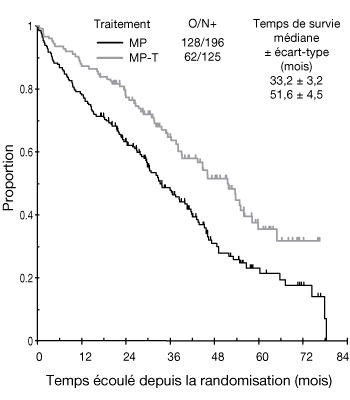 Traitement O/N+ Temps de survie
médiane
MP 128/196 ± écart-type
MP-T 62/125 (mois)
33,2 ± 3,2
51,6 ± 4,5
1
0.8
0.6
0.4
0.2
0
Proportion
0 12 24 36 48 60 72 84
Temps écoulé depuis la randomisation (mois)